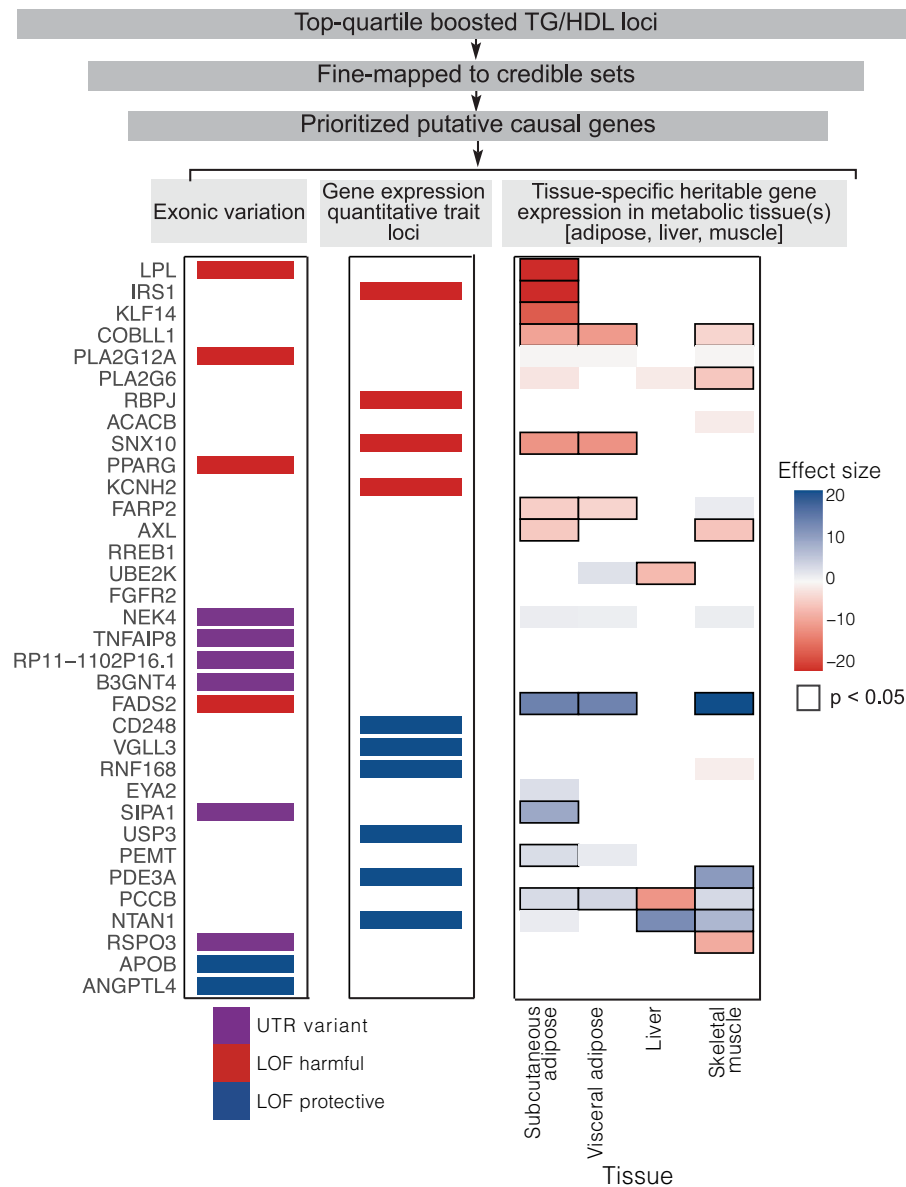 Top-quartile boosted TG/HDL loci
Fine-mapped to credible sets
Prioritized putative causal genes
Exonic variation
Gene expression
quantitative trait
loci
Tissue-specific heritable gene
expression in metabolic tissue(s)
[adipose, liver, muscle]
LPL
IRS1
KLF14
COBLL1
PLA2G12A
PLA2G6
RBPJ
ACACB
SNX10
PPARG
KCNH2
FARP2
AXL
RREB1
UBE2K
FGFR2
NEK4
TNFAIP8
RP11−1102P16.1
B3GNT4
FADS2
CD248
VGLL3
RNF168
EYA2
SIPA1
USP3
PEMT
PDE3A
PCCB
NTAN1
RSPO3
APOB
ANGPTL4
Effect size
20
10
0
−10
−20
p < 0.05
UTR variant
LOF harmful
LOF protective
Subcutaneous
adipose
Visceral adipose
Liver
Skeletal
muscle
Tissue